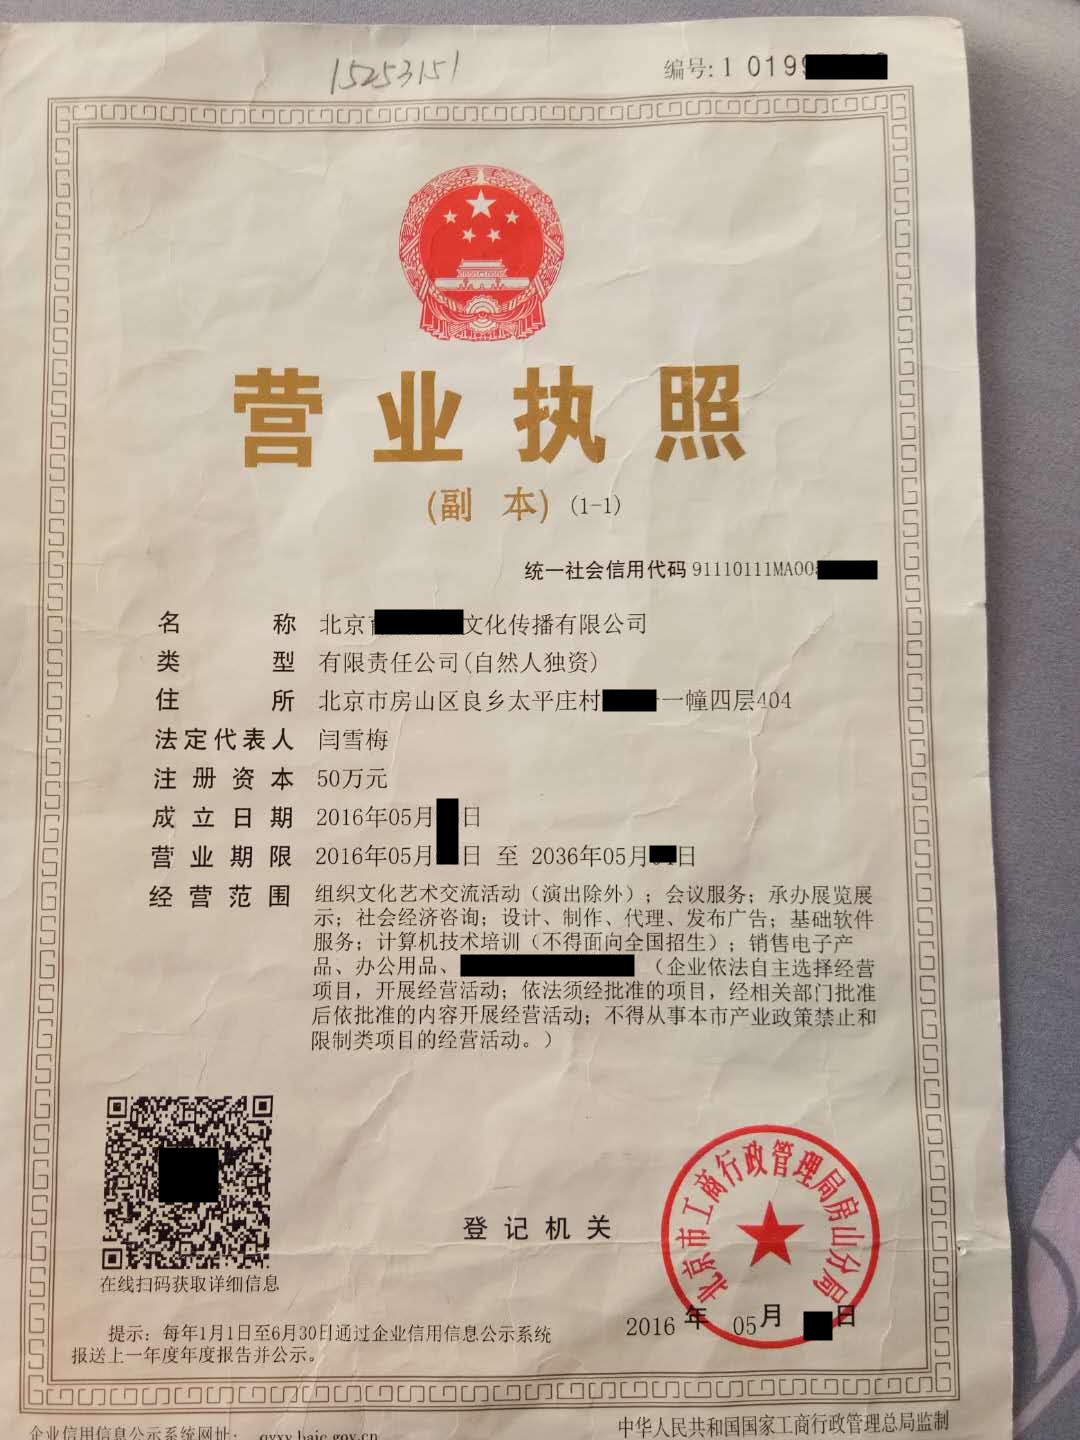 15253151
编号: 1 0199
营业执照
(副 本) (1-1)
统一社会信用代码 91110111MA00
名 称 北京 文化传播有限公司
类 型 有限责任公司(自然人独资)
住 所 北京市房山区良乡太平庄村 一幢四层404
法定代表人 闫雪梅
注册资本 50万元
成立日期 2016年05月 日
营业期限 2016年05月 日 至 2036年05月 日
经营范围 组织文化艺术交流活动（演出除外）；会议服务；承办展览展
示；社会经济咨询；设计、制作、代理、发布广告；基础软件
服务；计算机技术培训（不得面向全国招生）；销售电子产
品、办公用品、 （企业依法自主选择经营
项目，开展经营活动；依法须经批准的项目，经相关部门批准
后依批准的内容开展经营活动；不得从事本市产业政策禁止和
限制类项目的经营活动。）
在线扫码获取详细信息
登记机关
北京市工商行政管理局房山分局
2016 年 05 月 日
提示：每年1月1日至6月30日通过企业信用信息公示系统
报送上一年度年度报告并公示。
企业信用信息公示系统网址： qyxy.baic.gov.cn
中华人民共和国国家工商行政管理总局监制